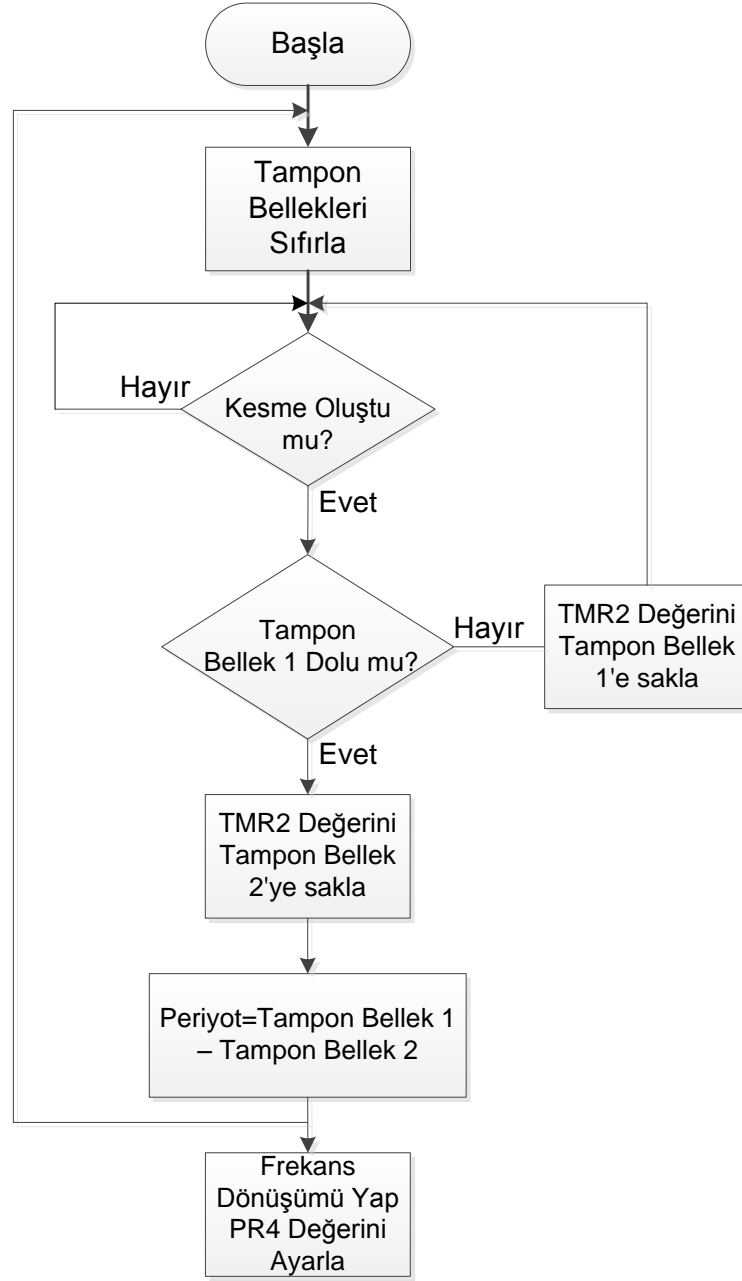 Başla
Tampon
Bellekleri
Sıfırla
Hayır
Kesme Oluştu
mu?
Evet
Tampon
Bellek 1 Dolu mu?
Hayır
TMR2 Değerini
Tampon Bellek
1'e sakla
Evet
TMR2 Değerini
Tampon Bellek
2'ye sakla
Periyot=Tampon Bellek 1
– Tampon Bellek 2
Frekans
Dönüşümü Yap
PR4 Değerini
Ayarla